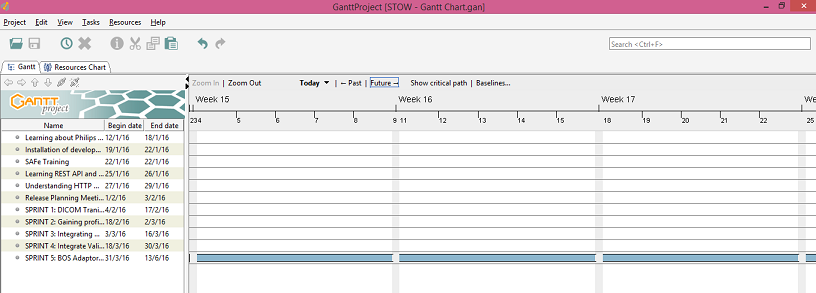 GanttProject [STOW - Gantt Chart.gan]
Project Edit View Tasks Resources Help
Search <Ctrl+F>
Gantt Resources Chart
Zoom In | Zoom Out Today | ← Past | Future → Show critical path | Baselines...
GANTT project
Week 15 Week 16 Week 17 We
234 5 6 7 8 9 11 12 13 14 15 18 19 20 21 22 25
Name Begin date End date
Learning about Philips ... 12/1/16 18/1/16
Installation of develop... 19/1/16 22/1/16
SAFe Training 22/1/16 22/1/16
Learning REST API and ... 25/1/16 26/1/16
Understanding HTTP ... 27/1/16 29/1/16
Release Planning Meeti... 1/2/16 3/2/16
SPRINT 1: DICOM Trani... 4/2/16 17/2/16
SPRINT 2: Gaining profi... 18/2/16 2/3/16
SPRINT 3: Integrating ... 3/3/16 16/3/16
SPRINT 4: Integrate Vali... 18/3/16 30/3/16
SPRINT 5: BOS Adaptor... 31/3/16 13/6/16